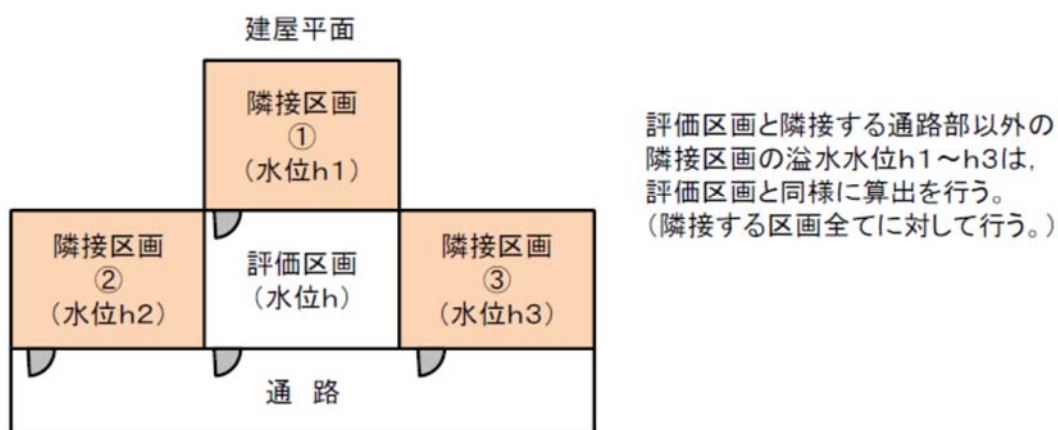 建屋平面
隣接区画
①
（水位h1）
評価区画と隣接する通路部以外の
隣接区画の溢水水位h1～h3は，
評価区画と同様に算出を行う。
（隣接する区画全てに対して行う。）
隣接区画
②
（水位h2）
評価区画
（水位h）
隣接区画
③
（水位h3）
通 路